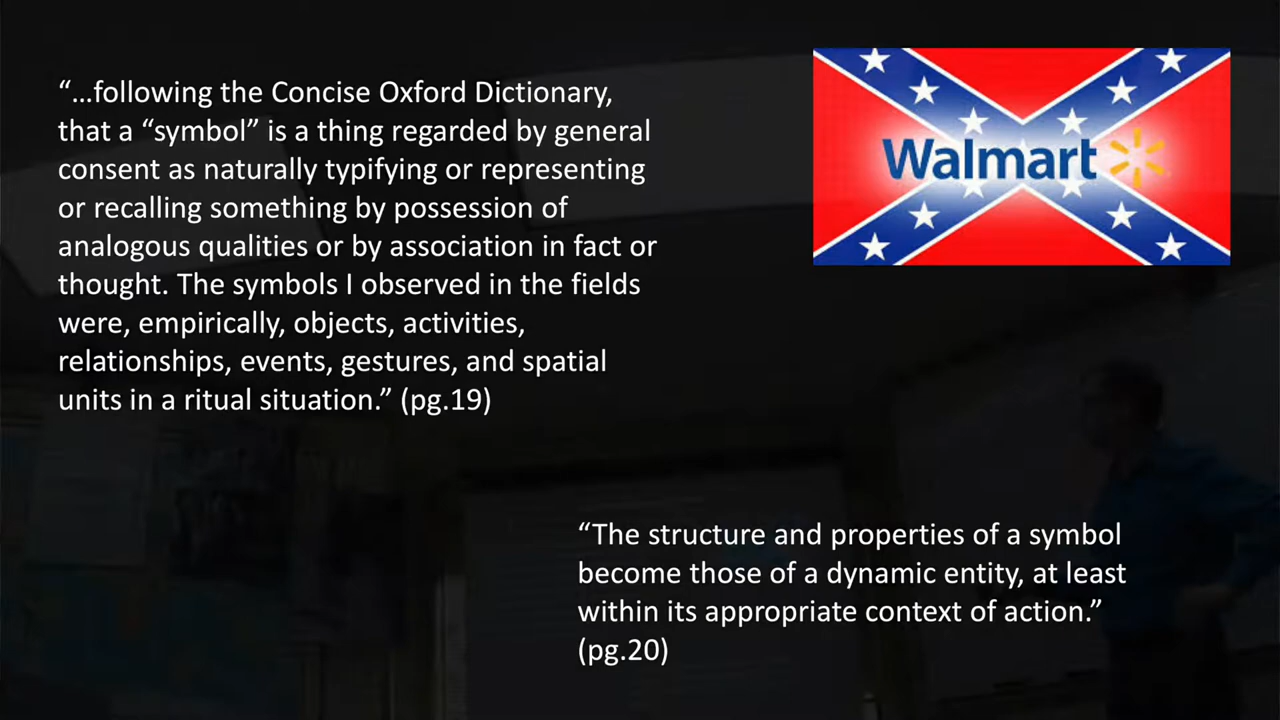 “...following the Concise Oxford Dictionary,
that a “symbol” is a thing regarded by general
consent as naturally typifying or representing
or recalling something by possession of
analogous qualities or by association in fact or
thought. The symbols I observed in the fields
were, empirically, objects, activities,
relationships, events, gestures, and spatial
units in a ritual situation.” (pg.19)
Walmart
“The structure and properties of a symbol
become those of a dynamic entity, at least
within its appropriate context of action.”
(pg.20)